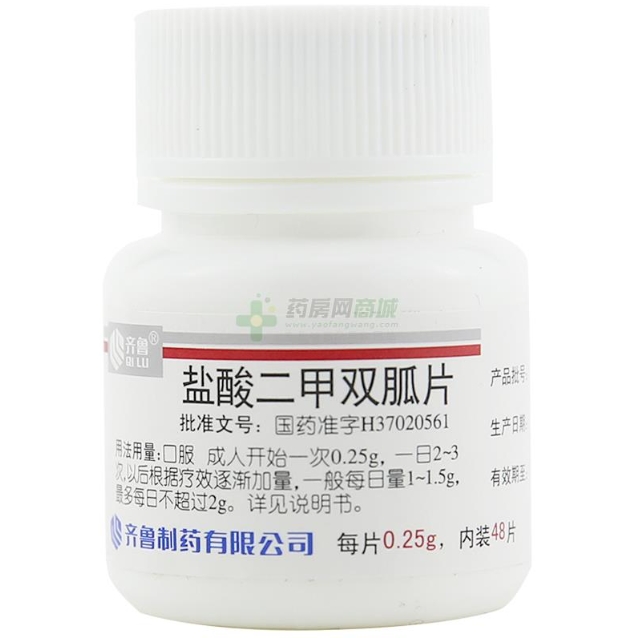 药房网商城
www.yaofangwang.com
齐鲁®
QI LU
盐酸二甲双胍片
批准文号：国药准字H37020561
用法用量：口服 成人开始一次0.25g，一日2~3
次，以后根据疗效逐渐加量，一般每日量1~1.5g，
最多每日不超过2g。详见说明书。
齐鲁制药有限公司
每片0.25g，内装48片
产品批号
生产日期
有效期至